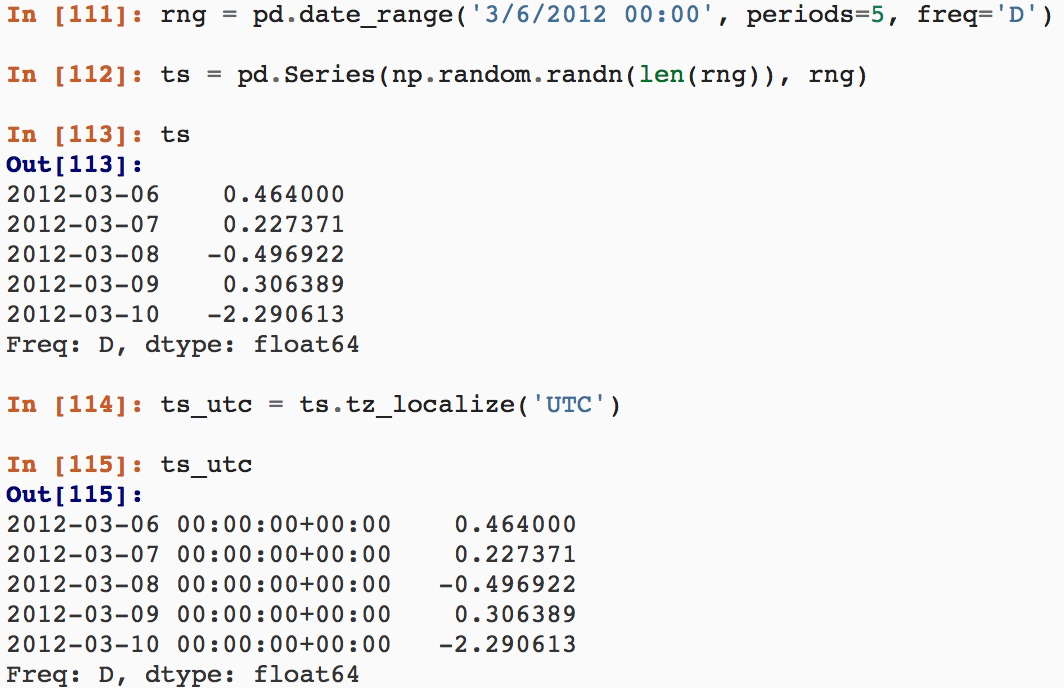 In [111]: rng = pd.date_range('3/6/2012 00:00', periods=5, freq='D')
In [112]: ts = pd.Series(np.random.randn(len(rng)), rng)
In [113]: ts
Out[113]:
2012-03-06    0.464000
2012-03-07    0.227371
2012-03-08   -0.496922
2012-03-09    0.306389
2012-03-10   -2.290613
Freq: D, dtype: float64
In [114]: ts_utc = ts.tz_localize('UTC')
In [115]: ts_utc
Out[115]:
2012-03-06 00:00:00+00:00    0.464000
2012-03-07 00:00:00+00:00    0.227371
2012-03-08 00:00:00+00:00   -0.496922
2012-03-09 00:00:00+00:00    0.306389
2012-03-10 00:00:00+00:00   -2.290613
Freq: D, dtype: float64